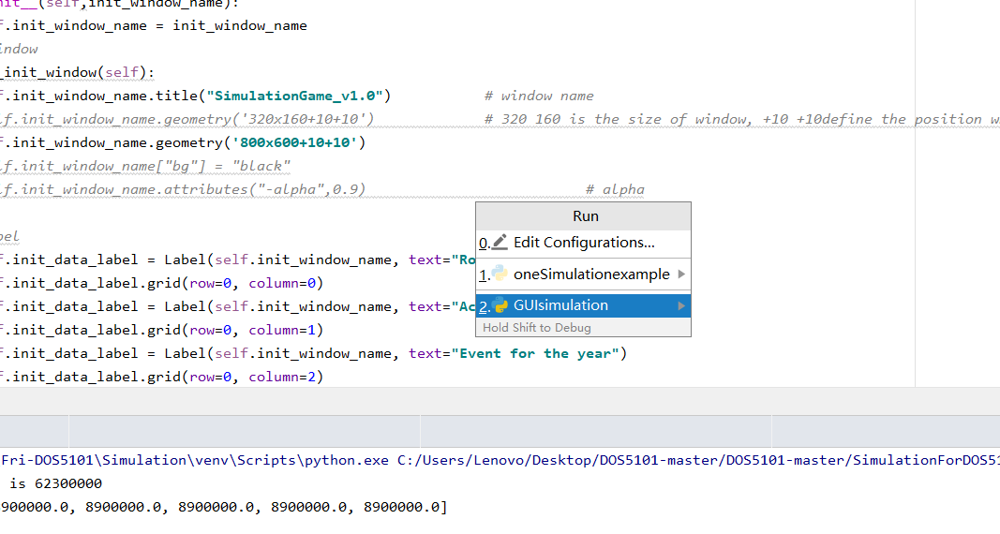 nit__(self,init_window_name):
f.init_window_name = init_window_name
indow
_init_window(self):
f.init_window_name.title("SimulationGame_v1.0") # window name
lf.init_window_name.geometry('320x160+10+10') # 320 160 is the size of window, +10 +10define the position w
f.init_window_name.geometry('800x600+10+10')
lf.init_window_name["bg"] = "black"
lf.init_window_name.attributes("-alpha",0.9) # alpha
Run
0. Edit Configurations...
1. oneSimulationexample
2. GUIsimulation
Hold Shift to Debug
bel
f.init_data_label = Label(self.init_window_name, text="Ro
f.init_data_label.grid(row=0, column=0)
f.init_data_label = Label(self.init_window_name, text="Ac
f.init_data_label.grid(row=0, column=1)
f.init_data_label = Label(self.init_window_name, text="Event for the year")
f.init_data_label.grid(row=0, column=2)
Fri-DOS5101\Simulation\venv\Scripts\python.exe C:/Users/Lenovo/Desktop/DOS5101-master/DOS5101-master/SimulationForDOS51
is 62300000
900000.0, 8900000.0, 8900000.0, 8900000.0, 8900000.0]